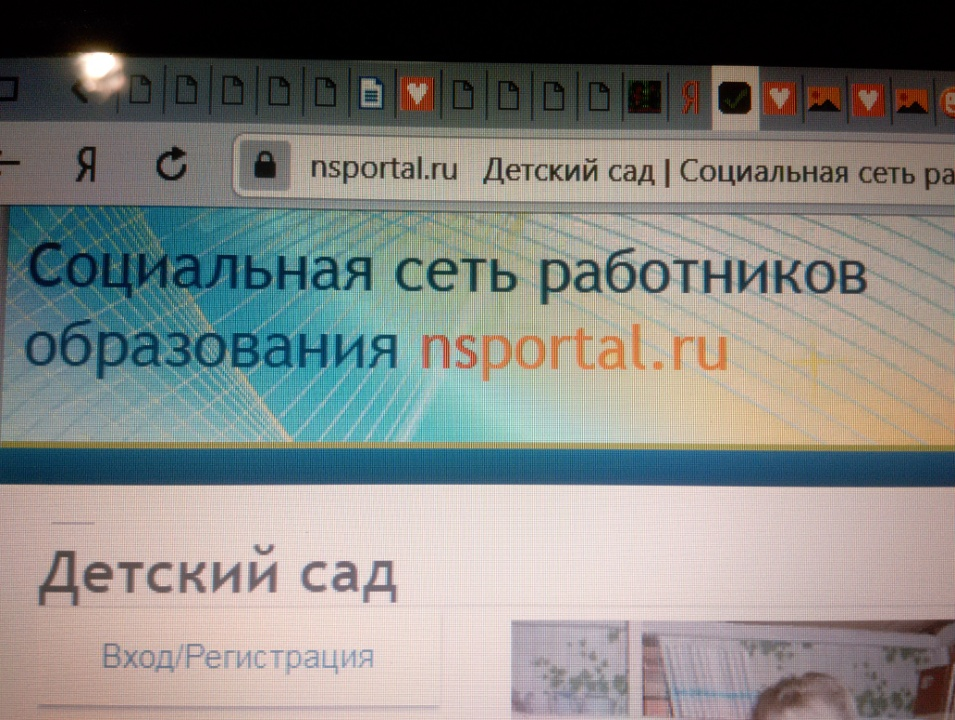 Я nsportal.ru Детский сад | Социальная сеть ра
Социальная сеть работников
образования nsportal.ru
Детский сад
Вход/Регистрация